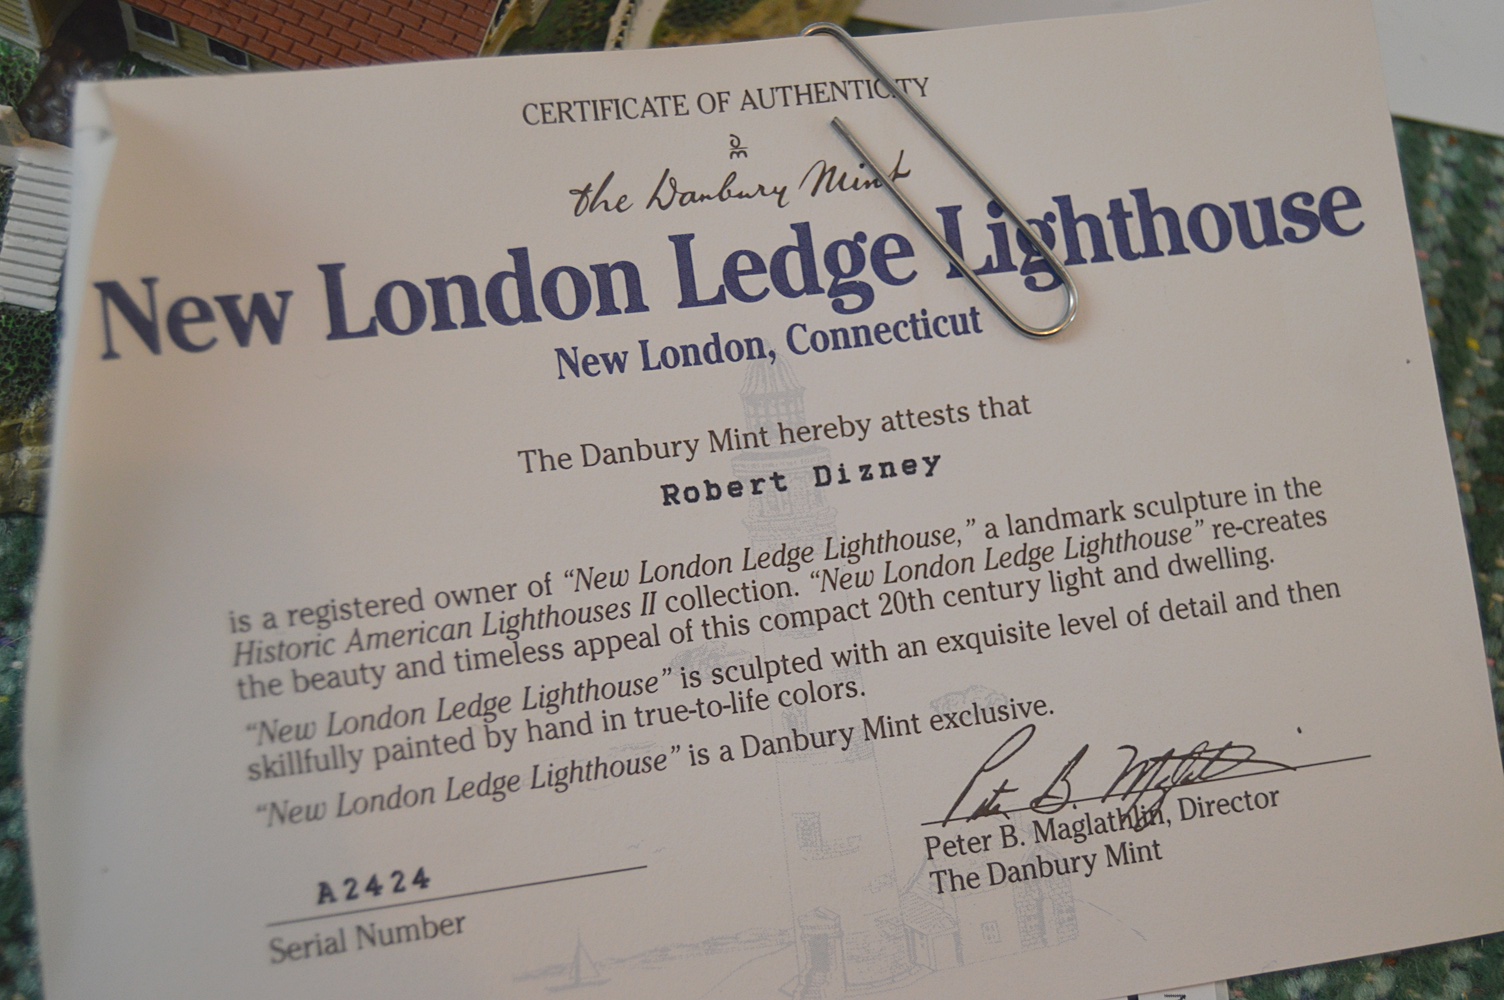 CERTIFICATE OF AUTHENTICITY
DM
the Danbury Mint
New London Ledge Lighthouse
New London, Connecticut
The Danbury Mint hereby attests that
Robert Dizney
is a registered owner of “New London Ledge Lighthouse,” a landmark sculpture in the
Historic American Lighthouses II collection. “New London Ledge Lighthouse” re-creates
the beauty and timeless appeal of this compact 20th century light and dwelling.
“New London Ledge Lighthouse” is sculpted with an exquisite level of detail and then
skillfully painted by hand in true-to-life colors.
“New London Ledge Lighthouse” is a Danbury Mint exclusive.
Peter B. Maglathlin
Peter B. Maglathlin, Director
The Danbury Mint
A2424
Serial Number